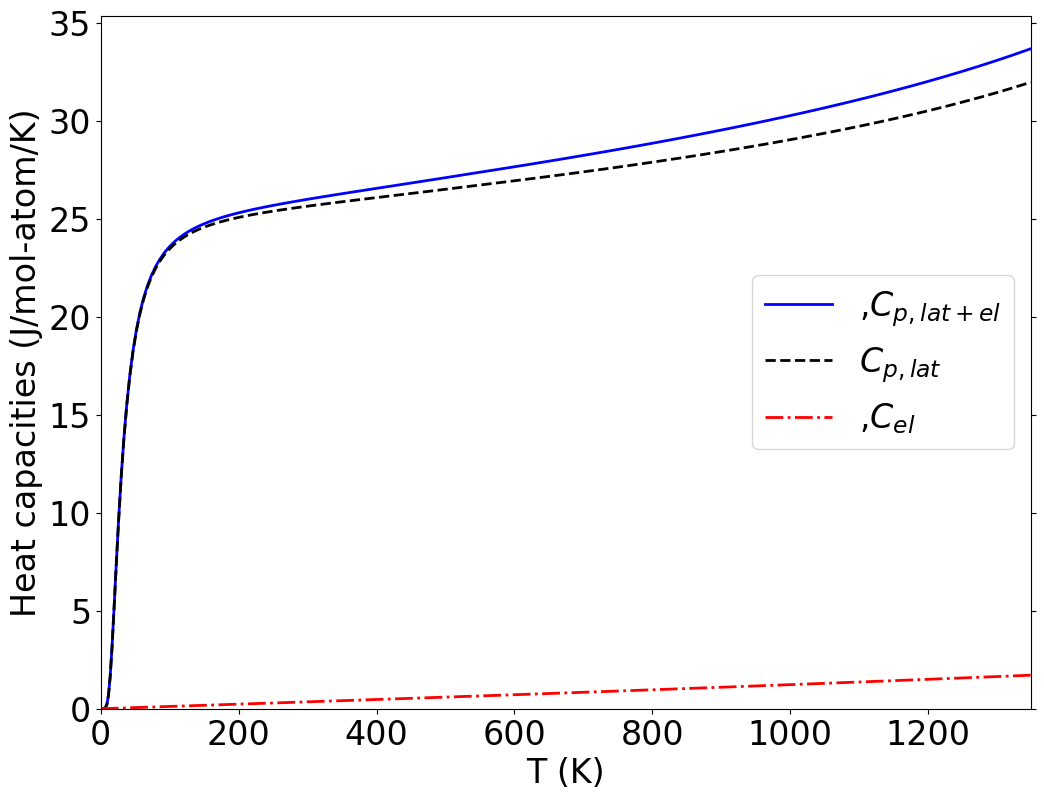 Heat capacities (J/mol-atom/K)
35
30
25
20
15
10
5
0
,C_{p, lat+el}
C_{p, lat}
,C_{el}
0 200 400 600 800 1000 1200
T (K)